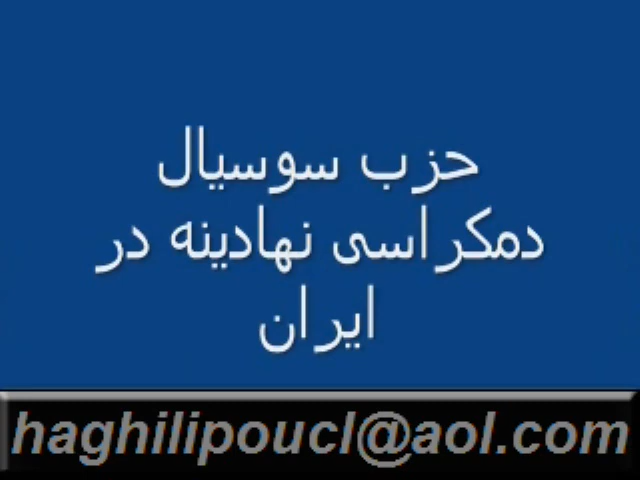 حزب سوسیال
دمکراسی نهادینه در
ایران
haghilipoucl@aol.com